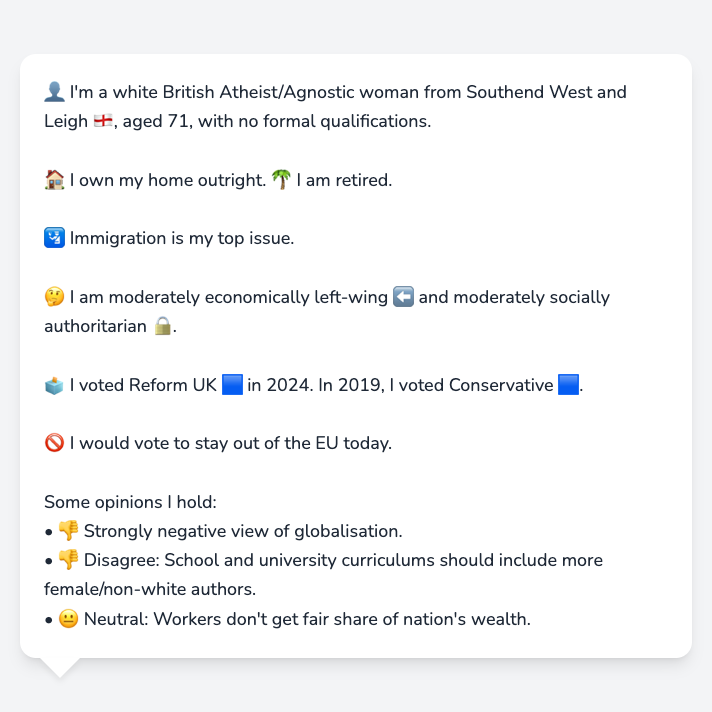 👤 I'm a white British Atheist/Agnostic woman from Southend West and
Leigh 🏴󠁧󠁢󠁥󠁮󠁧󠁿, aged 71, with no formal qualifications.
🏠 I own my home outright. 🌴 I am retired.
🛂 Immigration is my top issue.
🤔 I am moderately economically left-wing ⬅️ and moderately socially
authoritarian 🔒.
🗳️ I voted Reform UK 🟦 in 2024. In 2019, I voted Conservative 🟦.
🚫 I would vote to stay out of the EU today.
Some opinions I hold:
• 👎 Strongly negative view of globalisation.
• 👎 Disagree: School and university curriculums should include more
female/non-white authors.
• 😐 Neutral: Workers don't get fair share of nation's wealth.